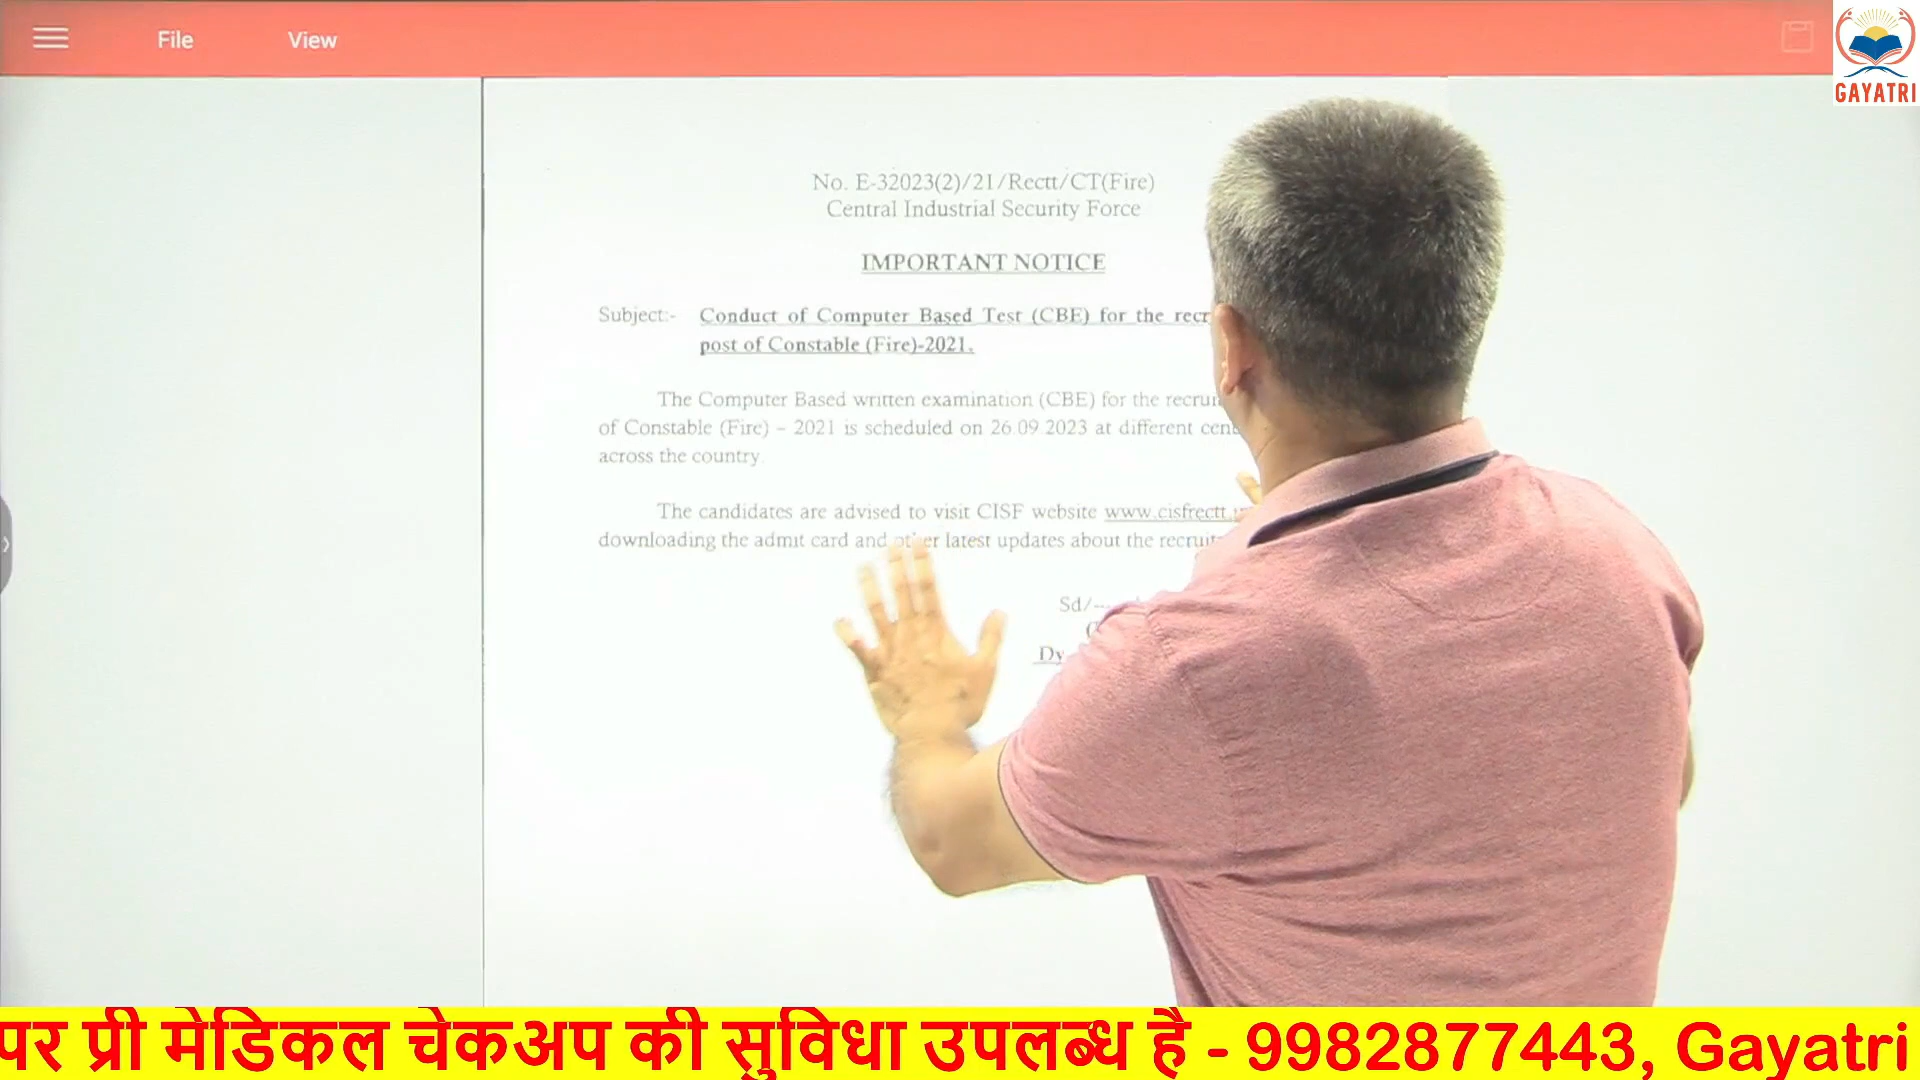 File View
GAYATRI
No. E-32023(2)/21/Rectt/CT(Fire)
Central Industrial Security Force
IMPORTANT NOTICE
Subject:- Conduct of Computer Based Test (CBE) for the
post of Constable (Fire)-2021.
The Computer Based written examination (CBE) for the
of Constable (Fire) – 2021 is scheduled on 26.09.2023 at different
across the country.
The candidates are advised to visit CISF website www.cisfrectt
downloading the admit card and other latest updates about the
Sd/--
Dy
पर प्री मेडिकल चेकअप की सुविधा उपलब्ध है - 9982877443, Gayatri